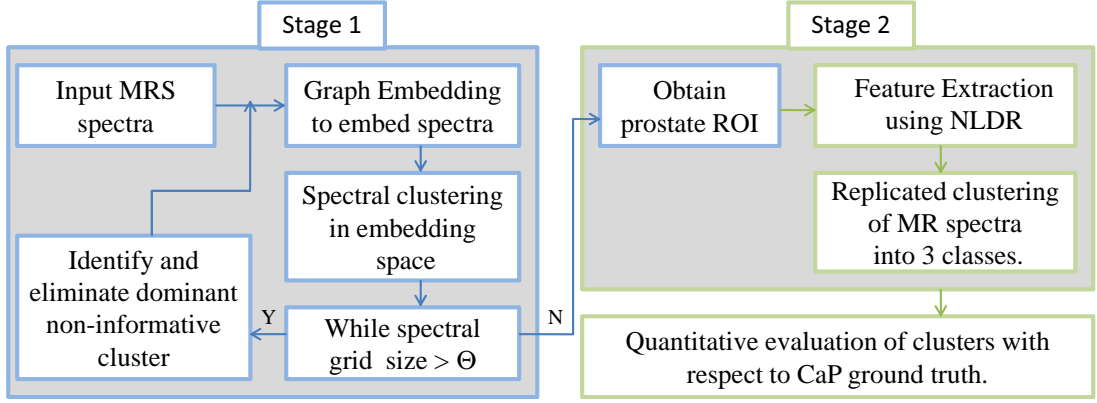 Stage 1
Input MRS
spectra
Graph Embedding
to embed spectra
Spectral clustering
in embedding
space
While spectral
grid size > Θ
Y
N
Identify and
eliminate dominant
non-informative
cluster
Stage 2
Obtain
prostate ROI
Feature Extraction
using NLDR
Replicated clustering
of MR spectra
into 3 classes.
Quantitative evaluation of clusters with
respect to CaP ground truth.